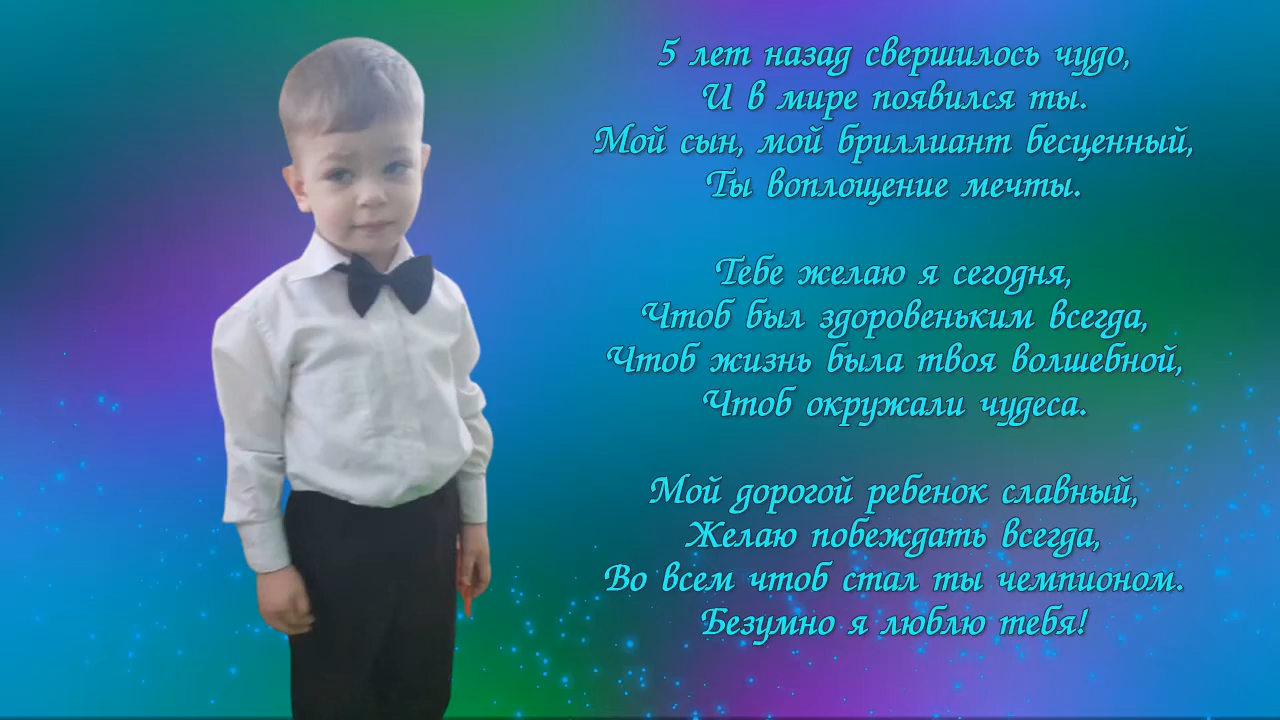 5 лет назад свершилось чудо,
И в мире появился ты.
Мой сын, мой бриллиант бесценный,
Ты воплощение мечты.
Тебе желаю я сегодня,
Чтоб был здоровеньким всегда,
Чтоб жизнь была твоя волшебной,
Чтоб окружали чудеса.
Мой дорогой ребенок славный,
Желаю побеждать всегда,
Во всем чтоб стал ты чемпионом.
Безумно я люблю тебя!